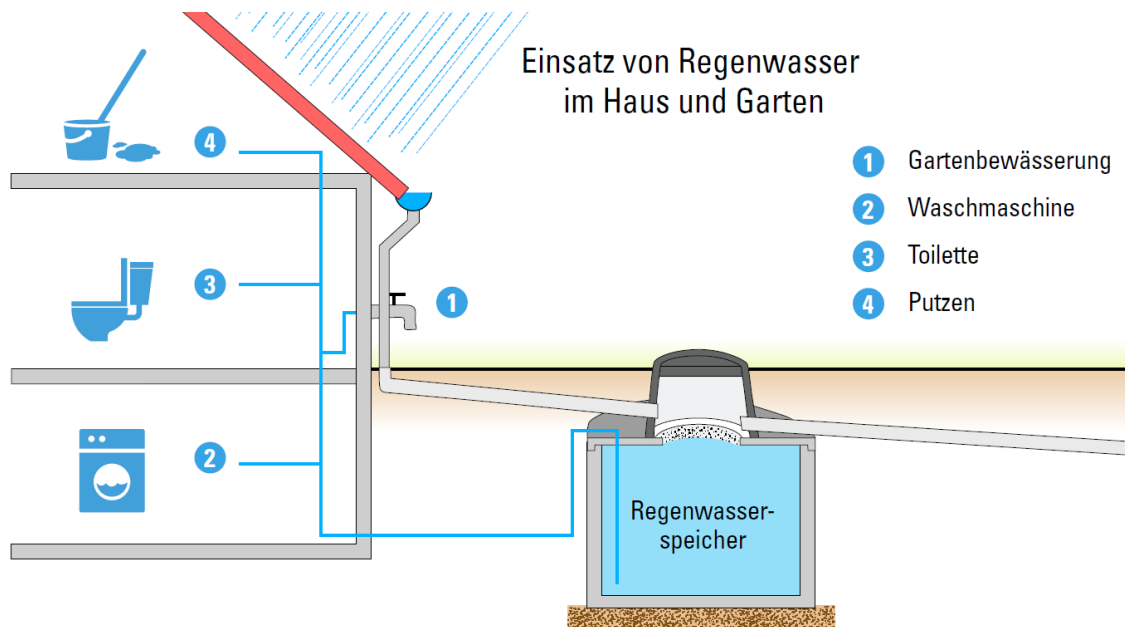 Einsatz von Regenwasser
im Haus und Garten
1 Gartenbewässerung
2 Waschmaschine
3 Toilette
4 Putzen
4
3
1
2
Regenwasser-
speicher